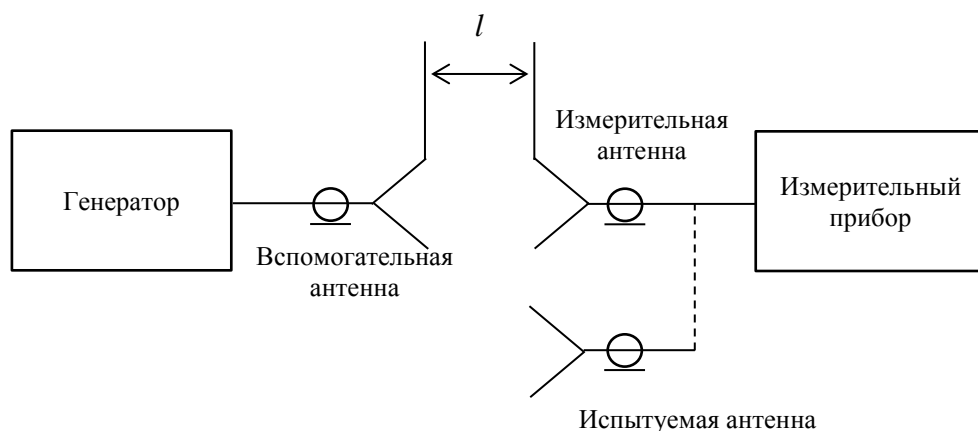 l
Измерительная
антенна
Генератор
Измерительный
прибор
Вспомогательная
антенна
Испытуемая антенна